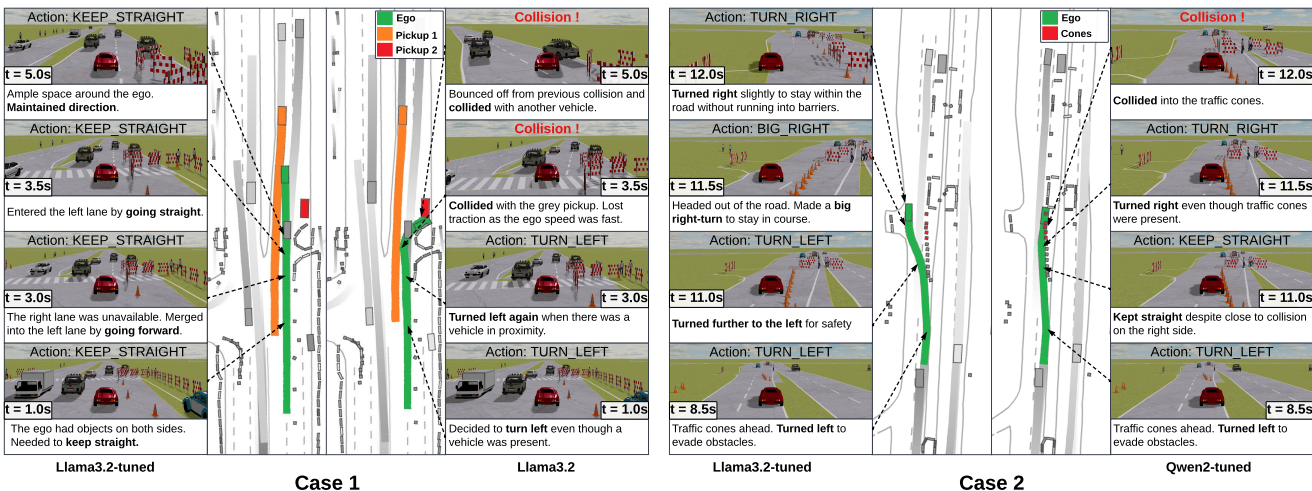 Action: KEEP_STRAIGHT
t = 5.0s
Ample space around the ego.
Maintained direction.
Action: KEEP_STRAIGHT
t = 3.5s
Entered the left lane by going straight.
Action: KEEP_STRAIGHT
t = 3.0s
The right lane was unavailable. Merged
into the left lane by going forward.
Action: KEEP_STRAIGHT
t = 1.0s
The ego had objects on both sides.
Needed to keep straight.
Llama3.2-tuned
Ego
Pickup 1
Pickup 2
Collision !
t = 5.0s
Bounced off from previous collision and
collided with another vehicle.
Collision !
t = 3.5s
Collided with the grey pickup. Lost
traction as the ego speed was fast.
Action: TURN_LEFT
t = 3.0s
Turned left again when there was a
vehicle in proximity.
Action: TURN_LEFT
t = 1.0s
Decided to turn left even though a
vehicle was present.
Llama3.2
Case 1
Action: TURN_RIGHT
t = 12.0s
Turned right slightly to stay within the
road without running into barriers.
Action: BIG_RIGHT
t = 11.5s
Headed out of the road. Made a big
right-turn to stay in course.
Action: TURN_LEFT
t = 11.0s
Turned further to the left for safety
Action: TURN_LEFT
t = 8.5s
Traffic cones ahead. Turned left to
evade obstacles.
Llama3.2-tuned
Ego
Cones
Collision !
t = 12.0s
Collided into the traffic cones.
Action: TURN_RIGHT
t = 11.5s
Turned right even though traffic cones
were present.
Action: KEEP_STRAIGHT
t = 11.0s
Kept straight despite close to collision
on the right side.
Action: TURN_LEFT
t = 8.5s
Traffic cones ahead. Turned left to
evade obstacles.
Qwen2-tuned
Case 2